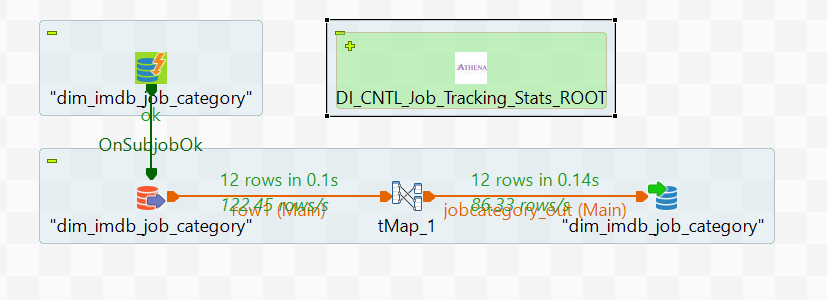 "dim_imdb_job_category"
ok
OnSubjobOk
ATHENA
DI_CNTL_Job_Tracking_Stats_ROOT
12 rows in 0.1s
122.45 rows/s
row1 (Main)
"dim_imdb_job_category"
tMap_1
12 rows in 0.14s
86.33 rows/s
jobcategory_out (Main)
"dim_imdb_job_category"